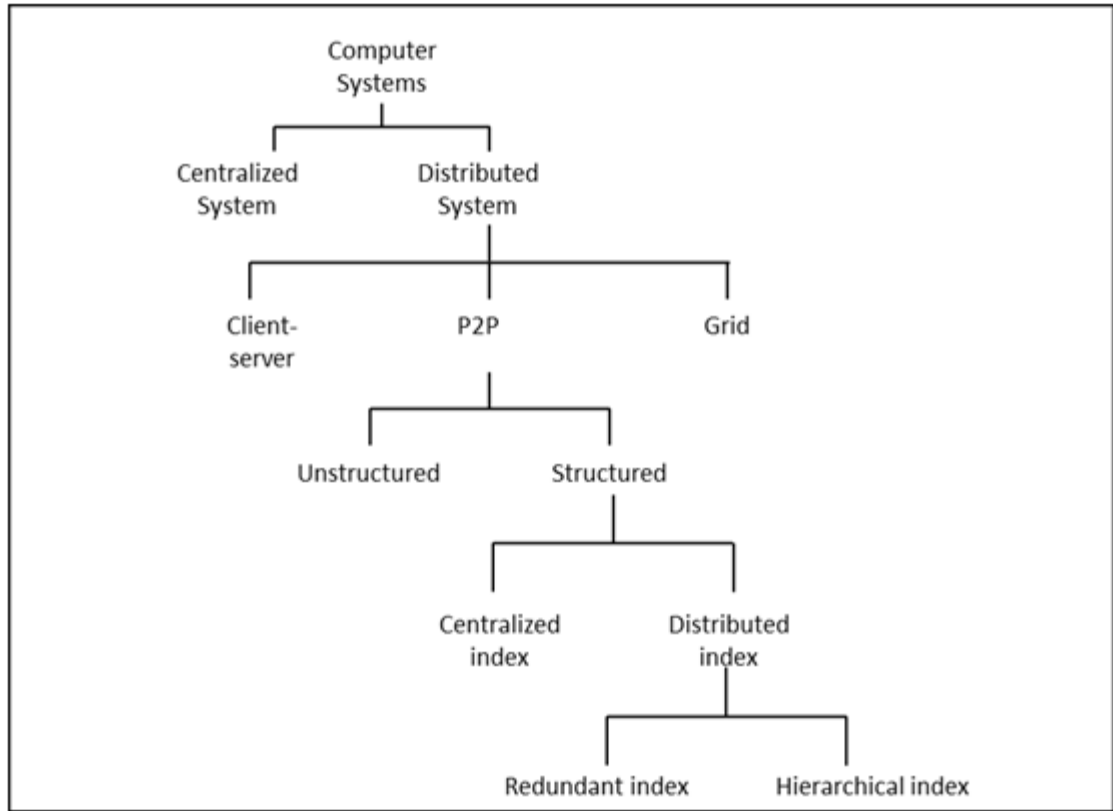 Computer
Systems
Centralized
System
Distributed
System
Client-
server
P2P
Grid
Unstructured
Structured
Centralized
index
Distributed
index
Redundant index
Hierarchical index